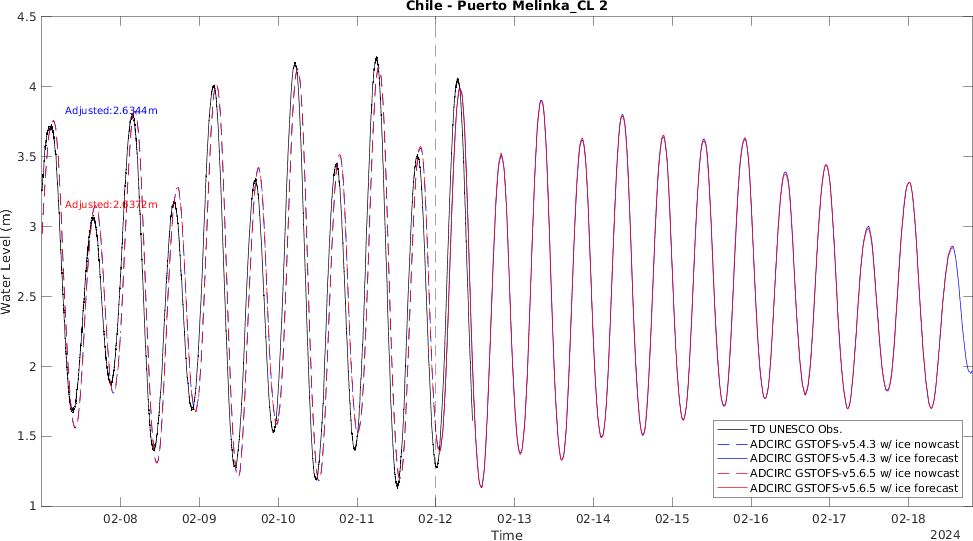 Chile - Puerto Melinka_CL 2
4.5
4
3.5
3
2.5
2
1.5
1
Water Level (m)
Adjusted:2.6344m
Adjusted:2.6372m
TD UNESCO Obs.
ADCIRC GSTOFS-v5.4.3 w/ ice nowcast
ADCIRC GSTOFS-v5.4.3 w/ ice forecast
ADCIRC GSTOFS-v5.6.5 w/ ice nowcast
ADCIRC GSTOFS-v5.6.5 w/ ice forecast
02-08 02-09 02-10 02-11 02-12 02-13 02-14 02-15 02-16 02-17 02-18
Time
2024